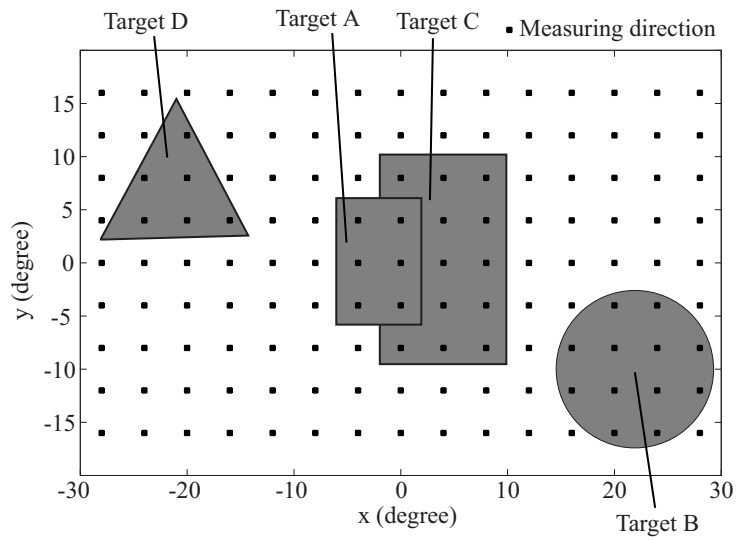 Target D
Target A
Target C
Measuring direction
15
10
5
0
-5
-10
-15
y (degree)
-30
-20
-10
0
10
20
30
x (degree)
Target B